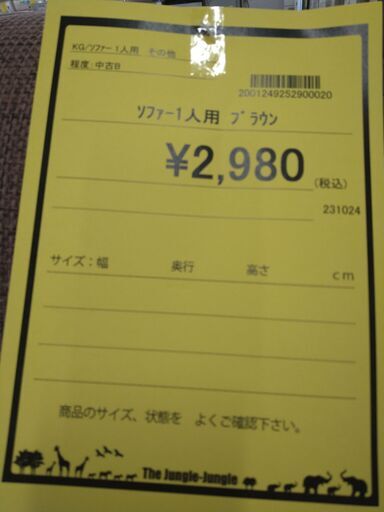 KG/ソファー1人用 その他
程度:中古B
2001249252900020
ソファー1人用 ブラウン
¥2,980(税込)
231024
サイズ:幅 奥行 高さ cm
商品のサイズ、状態を よくご確認下さい。
The Jungle-Jungle